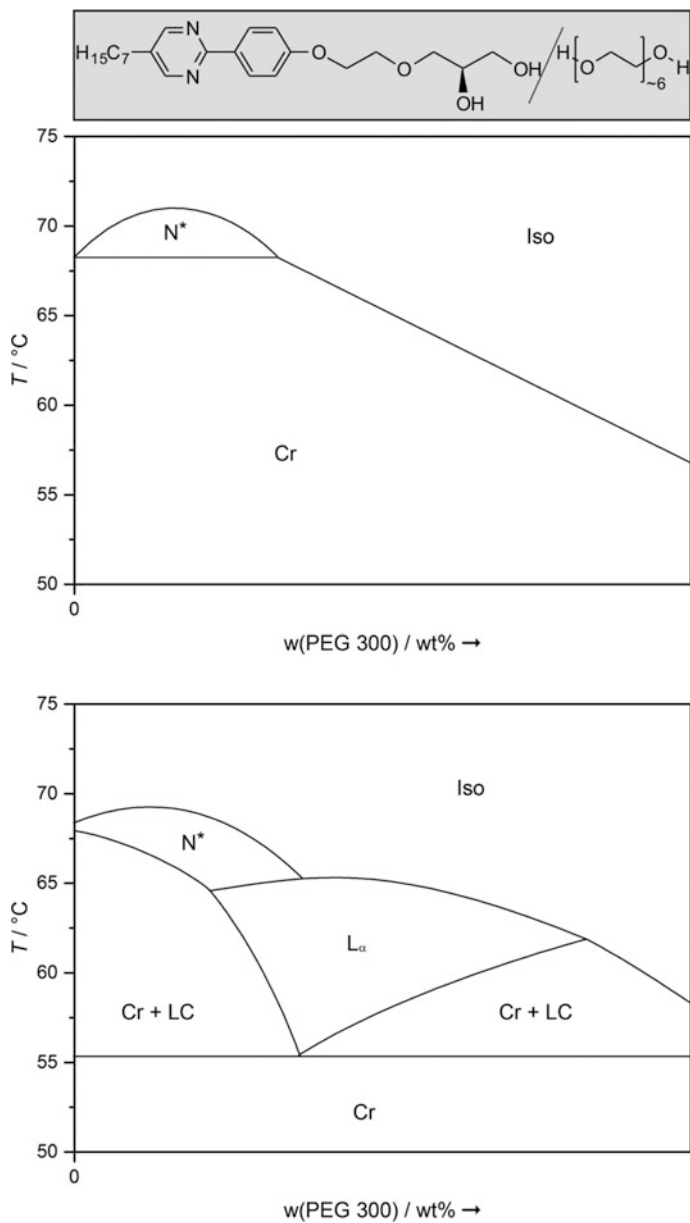 H15C7 N N O O OH OH / H [ O ]~6 O H
75
70
65
60
55
50
T / °C
N*
Iso
Cr
0
w(PEG 300) / wt% →
75
70
65
60
55
50
T / °C
Iso
N*
Lα
Cr + LC Cr + LC
Cr
0
w(PEG 300) / wt% →